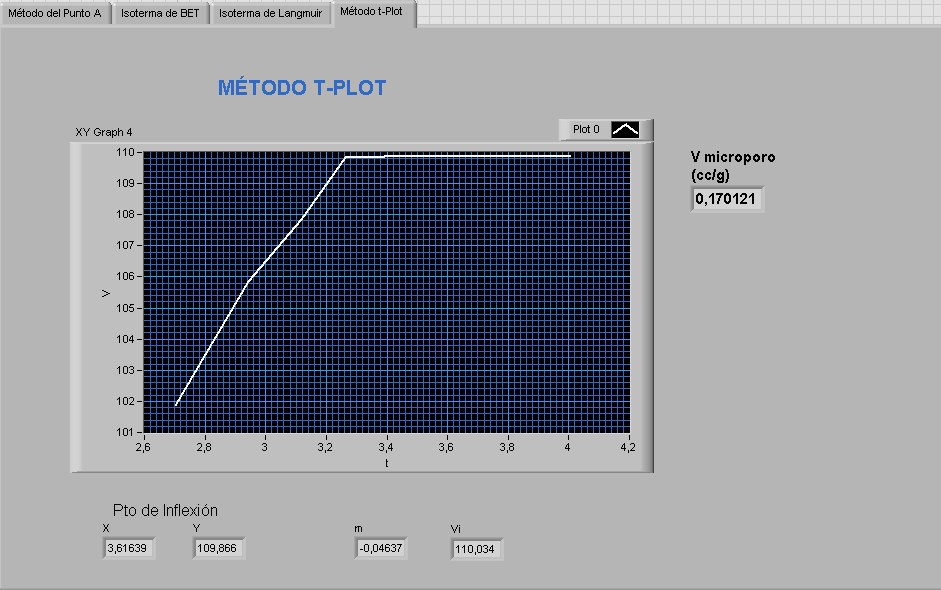 Método del Punto A
Isoterma de BET
Isoterma de Langmuir
Método t-Plot
MÉTODO T-PLOT
XY Graph 4
Plot 0
110
109
108
107
106
105
104
103
102
101
V
2,6
2,8
3
3,2
3,4
3,6
3,8
4
4,2
t
V microporo
(cc/g)
0,170121
Pto de Inflexión
X
Y
m
Vi
3,61639
109,866
-0,04637
110,034